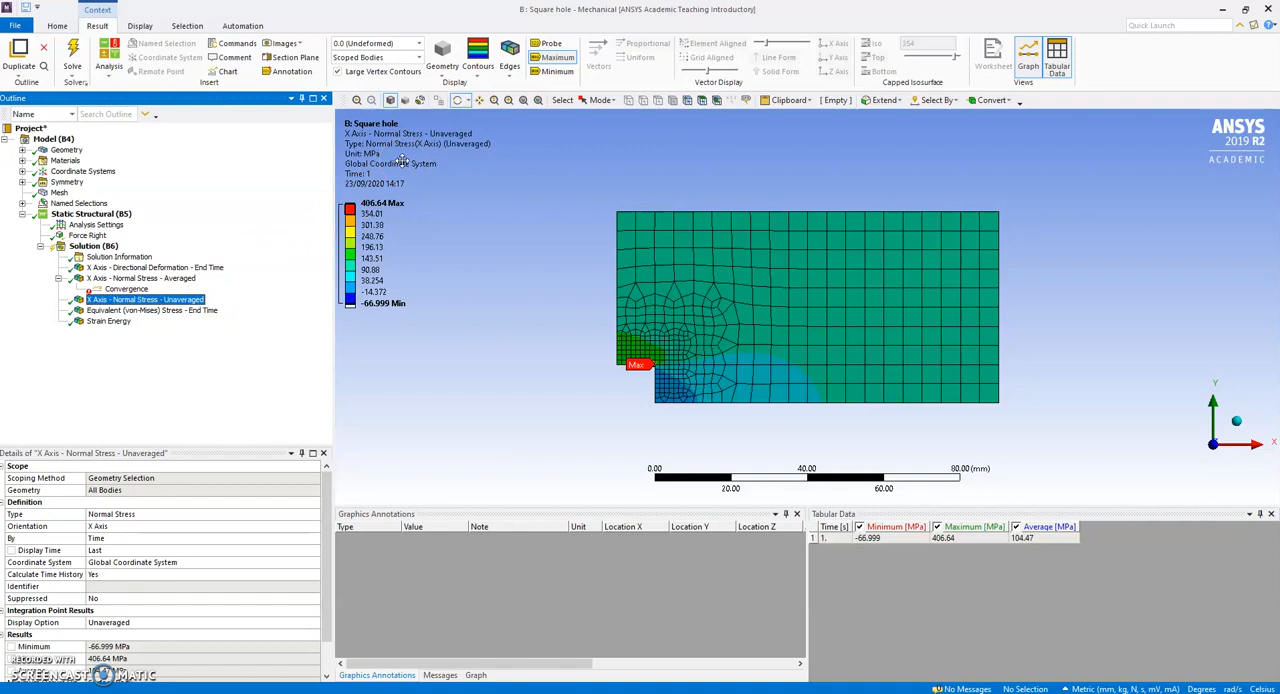 B : Square hole - Mechanical [ANSYS Academic Teaching Introductory]
Context
File
Home
Result
Display
Selection
Automation
Quick Launch
Duplicate
Outline
Solve
Solver
Analysis
Named Selection
Coordinate System
Remote Point
Commands
Comment
Chart
Images
Section Plane
Annotation
Insert
0.0 (Undeformed)
Scoped Bodies
Large Vertex Contours
Geometry
Contours
Edges
Display
Probe
Maximum
Minimum
Vectors
Proportional
Uniform
Element Aligned
Grid Aligned
Line Form
Solid Form
X Axis
Y Axis
Z Axis
Vector Display
Iso
Top
Bottom
354
Capped Isosurface
Worksheet
Graph
Tabular Data
Views
Outline
Name
Search Outline
Select
Mode
Clipboard
[ Empty ]
Extend
Select By
Convert
Project*
Model (B4)
Geometry
Materials
Coordinate Systems
Symmetry
Mesh
Named Selections
Static Structural (B5)
Analysis Settings
Force Right
Solution (B6)
Solution Information
X Axis - Directional Deformation - End Time
X Axis - Normal Stress - Averaged
Convergence
X Axis - Normal Stress - Unaveraged
Equivalent (von-Mises) Stress - End Time
Strain Energy
B: Square hole
X Axis - Normal Stress - Unaveraged
Type: Normal Stress(X Axis) (Unaveraged)
Unit: MPa
Global Coordinate System
Time: 1
23/09/2020 14:17
406.64 Max
354.01
301.38
248.76
196.13
143.51
90.88
38.254
-14.372
-66.999 Min
ANSYS
2019 R2
ACADEMIC
Max
Y
X
0.00 40.00 80.00 (mm)
20.00 60.00
Details of "X Axis - Normal Stress - Unaveraged"
Scope
Scoping Method Geometry Selection
Geometry All Bodies
Definition
Type Normal Stress
Orientation X Axis
By Time
Display Time Last
Coordinate System Global Coordinate System
Calculate Time History Yes
Identifier
Suppressed No
Integration Point Results
Display Option Unaveraged
Results
Minimum -66.999 MPa
406.64 MPa
RECORDED WITH
SCREENCAST MATIC
Graphics Annotations
Type Value Note Unit Location X Location Y Location Z
Graphics Annotations Messages Graph
Tabular Data
Time [s] Minimum [MPa] Maximum [MPa] Average [MPa]
1 1. -66.999 406.64 104.47
No Messages No Selection Metric (mm, kg, N, s, mV, mA) Degrees rad/s Celsius